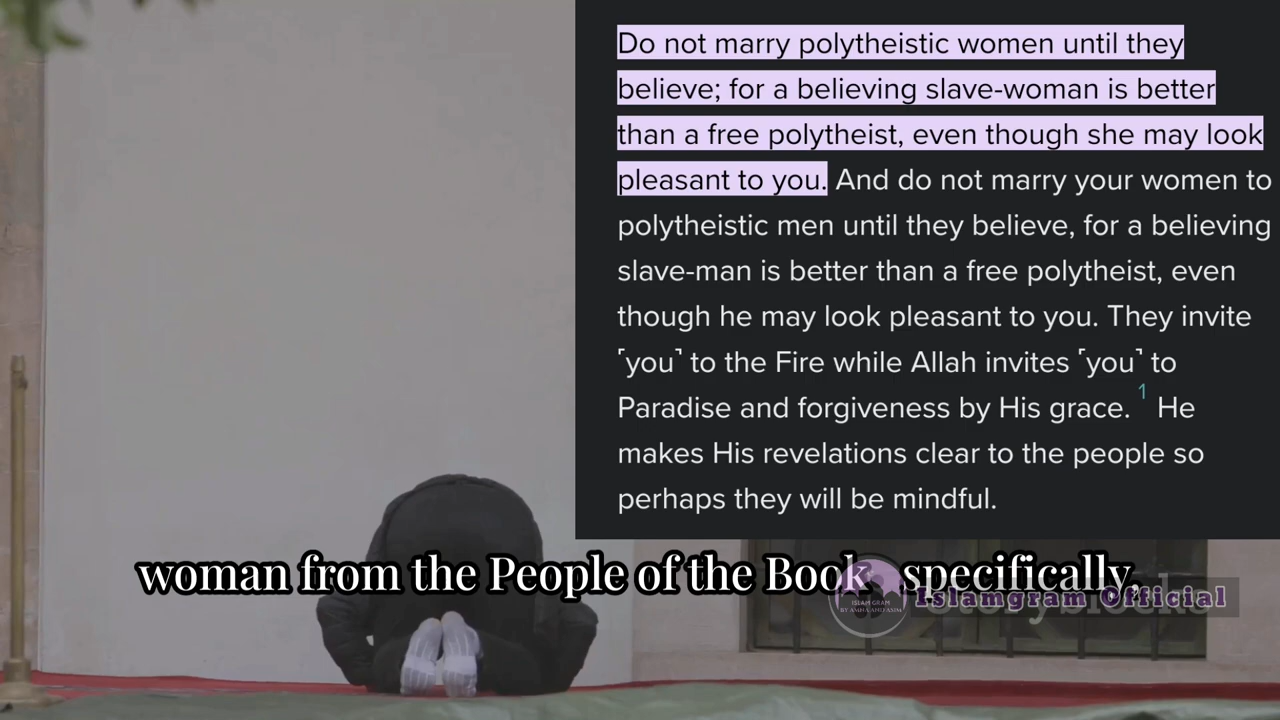 Do not marry polytheistic women until they
believe; for a believing slave-woman is better
than a free polytheist, even though she may look
pleasant to you. And do not marry your women to
polytheistic men until they believe, for a believing
slave-man is better than a free polytheist, even
though he may look pleasant to you. They invite
˹you˺ to the Fire while Allah invites ˹you˺ to
Paradise and forgiveness by His grace. 1 He
makes His revelations clear to the people so
perhaps they will be mindful.
woman from the People of the Book, specifically,
Islamgram Official
ISLAM GRAM